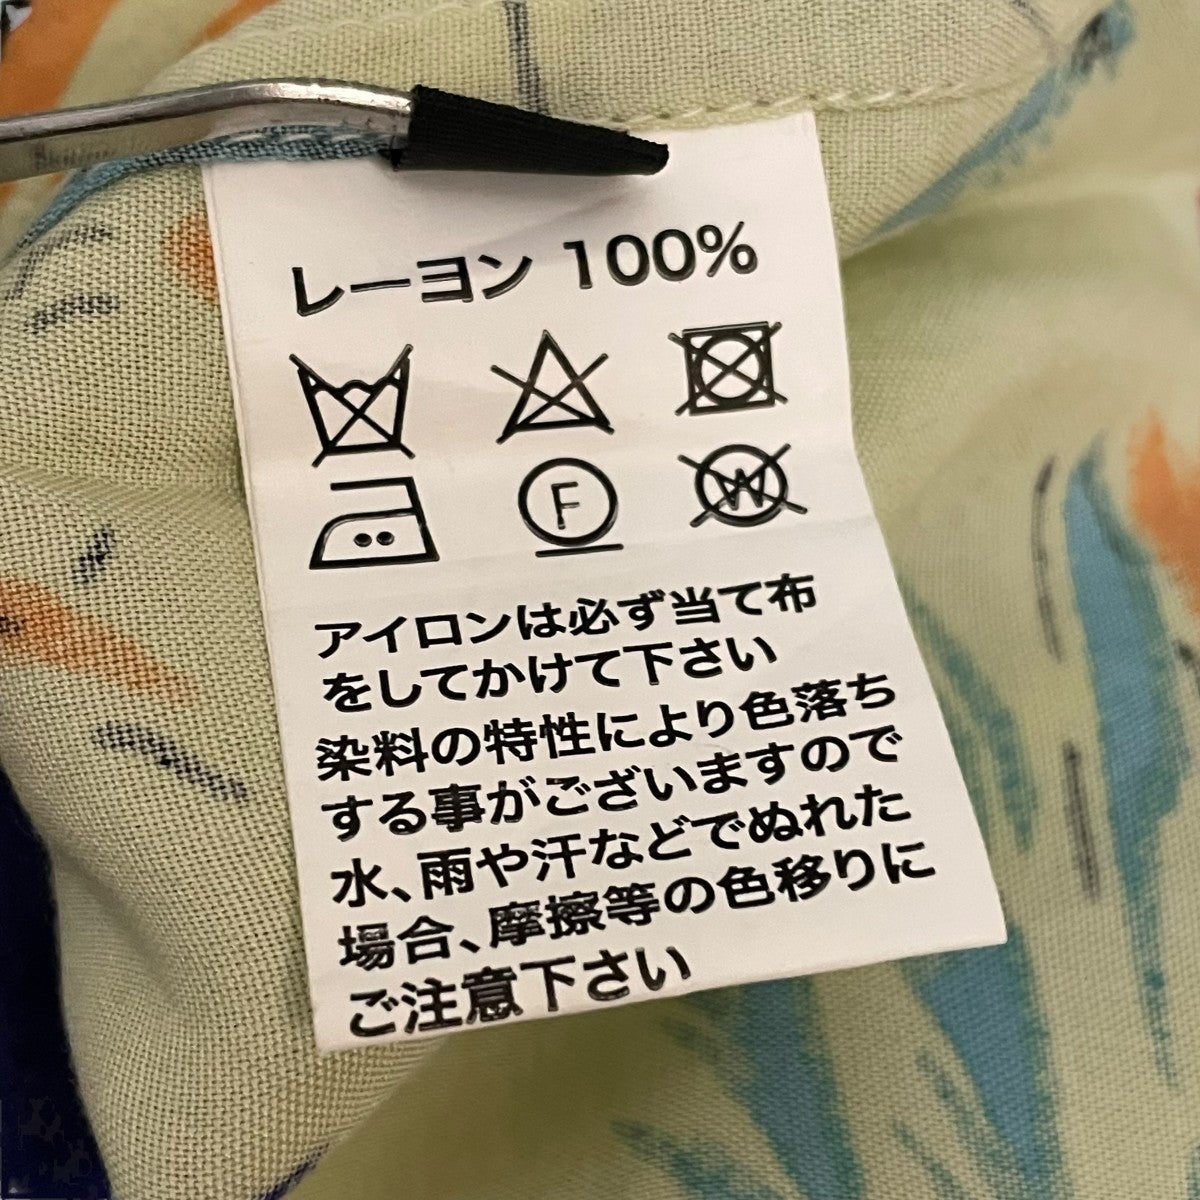 レーヨン 100%
F
W
アイロンは必ず当て布
をしてかけて下さい
染料の特性により色落ち
する事がございますので
水、雨や汗などでぬれた
場合、摩擦等の色移りに
ご注意下さい